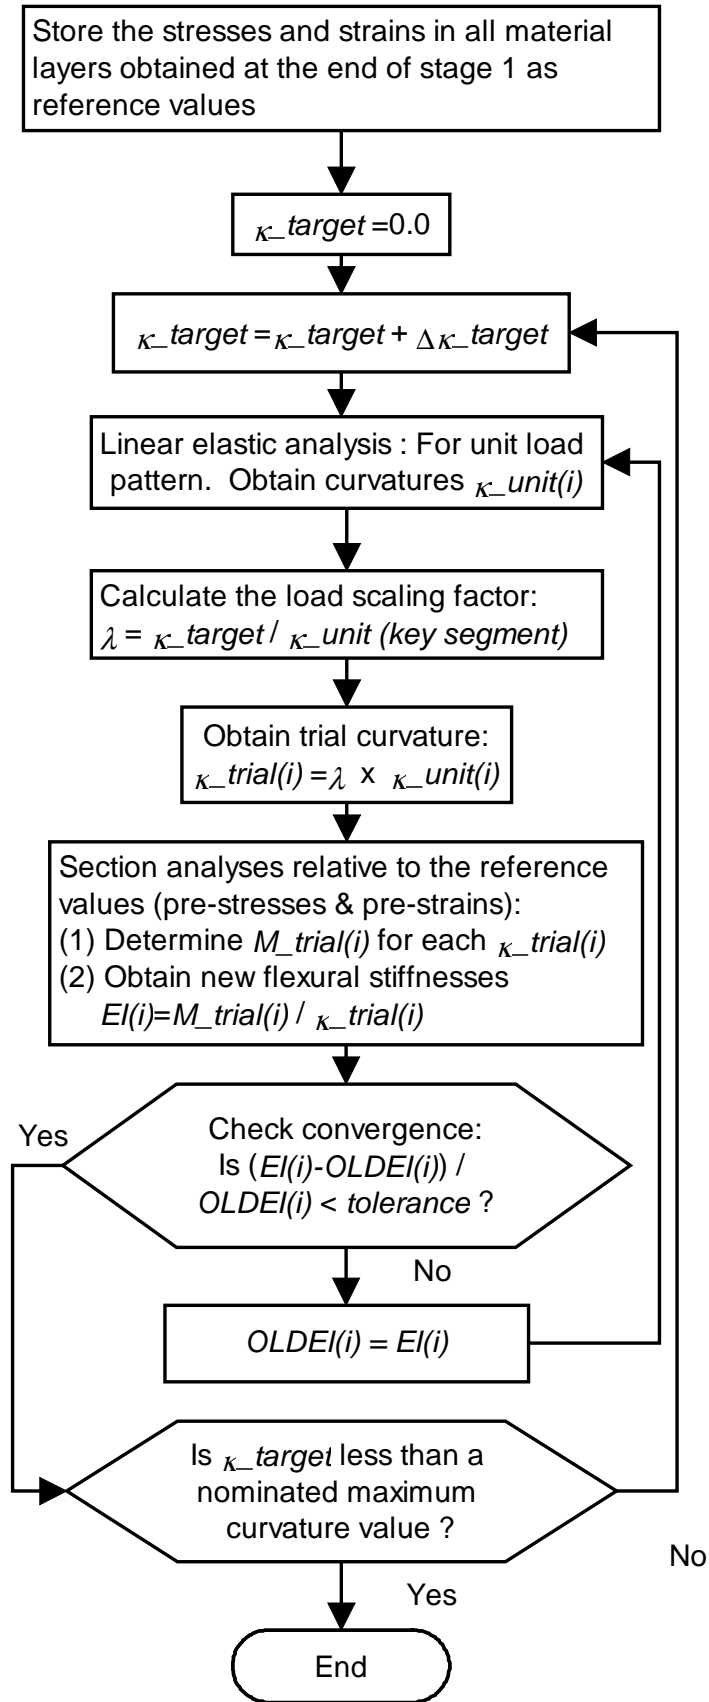 Store the stresses and strains in all material
layers obtained at the end of stage 1 as
reference values
κ_target =0.0
κ_target = κ_target + Δκ_target
Linear elastic analysis : For unit load
pattern. Obtain curvatures κ_unit(i)
Calculate the load scaling factor:
λ = κ_target / κ_unit (key segment)
Obtain trial curvature:
κ_trial(i) = λ x κ_unit(i)
Section analyses relative to the reference
values (pre-stresses & pre-strains):
(1) Determine M_trial(i) for each κ_trial(i)
(2) Obtain new flexural stiffnesses
EI(i)=M_trial(i) / κ_trial(i)
Yes
Check convergence:
Is (EI(i)-OLDEI(i)) /
OLDEI(i) < tolerance ?
No
OLDEI(i) = EI(i)
Is κ_target less than a
nominated maximum
curvature value ?
No
Yes
End